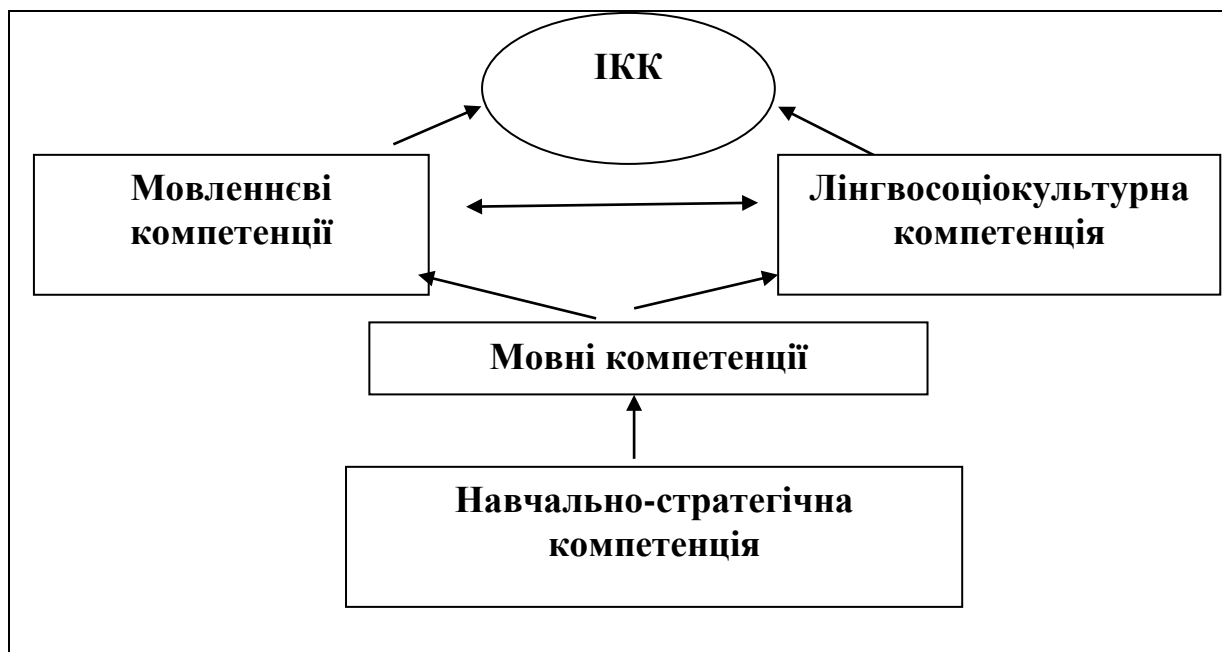 ІКК
Мовленнєві
компетенції
Лінгвосоціокультурна
компетенція
Мовні компетенції
Навчально-стратегічна
компетенція